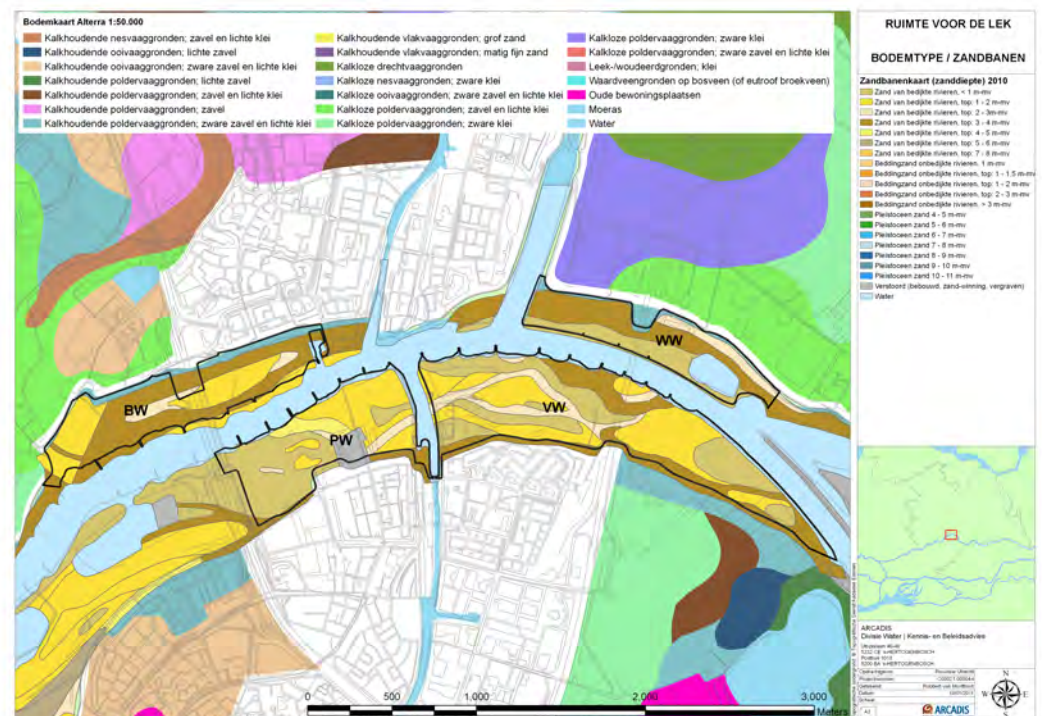 Bodemkaart Alterra 1:50.000
Kalkhoudende nesvaaggronden; zavel en lichte klei
Kalkhoudende ooivaaggronden; lichte zavel
Kalkhoudende ooivaaggronden; zware zavel en lichte klei
Kalkhoudende poldervaaggronden; lichte zavel
Kalkhoudende poldervaaggronden; zavel en lichte klei
Kalkhoudende poldervaaggronden; zavel
Kalkhoudende poldervaaggronden; zware zavel en lichte klei
Kalkhoudende vlakvaaggronden; grof zand
Kalkhoudende vlakvaaggronden; matig fijn zand
Kalkloze drechtvaaggronden
Kalkloze nesvaaggronden; zware klei
Kalkloze ooivaaggronden; zware zavel en lichte klei
Kalkloze poldervaaggronden; zavel en lichte klei
Kalkloze poldervaaggronden; zware klei
Kalkloze poldervaaggronden; zware klei
Kalkloze poldervaaggronden; zware zavel en lichte klei
Leek-/woudeerdgronden; klei
Waardveengronden op bosveen (of eutroof broekveen)
Oude bewoningsplaatsen
Moeras
Water
RUIMTE VOOR DE LEK
BODEMTYPE / ZANDBANEN
Zandbanenkaart (zanddiepte) 2010
Zand van bedijkte rivieren, < 1 m-mv
Zand van bedijkte rivieren, top: 1 - 2 m-mv
Zand van bedijkte rivieren, top: 2 - 3m-mv
Zand van bedijkte rivieren, top: 3 - 4 m-mv
Zand van bedijkte rivieren, top: 4 - 5 m-mv
Zand van bedijkte rivieren, top: 5 - 6 m-mv
Zand van bedijkte rivieren, top: 7 - 8 m-mv
Beddingzand onbedijkte rivieren, 1 m-mv
Beddingzand onbedijkte rivieren, top: 1 - 1,5 m-mv
Beddingzand onbedijkte rivieren, top: 1 - 2 m-mv
Beddingzand onbedijkte rivieren, top: 2 - 3 m-mv
Beddingzand onbedijkte rivieren, > 3 m-mv
Pleistoceen zand 4 - 5 m-mv
Pleistoceen zand 5 - 6 m-mv
Pleistoceen zand 6 - 7 m-mv
Pleistoceen zand 7 - 8 m-mv
Pleistoceen zand 8 - 9 m-mv
Pleistoceen zand 9 - 10 m-mv
Pleistoceen zand 10 - 11 m-mv
Verstoord (bebouwd, zand-winning, vergraven)
Water
WW
BW
VW
PW
0 500 1.000 2.000 3.000
Meters
ARCADIS
Divisie Water | Kennis- en Beleidsadvies
N
W E
S
A3
ARCADIS